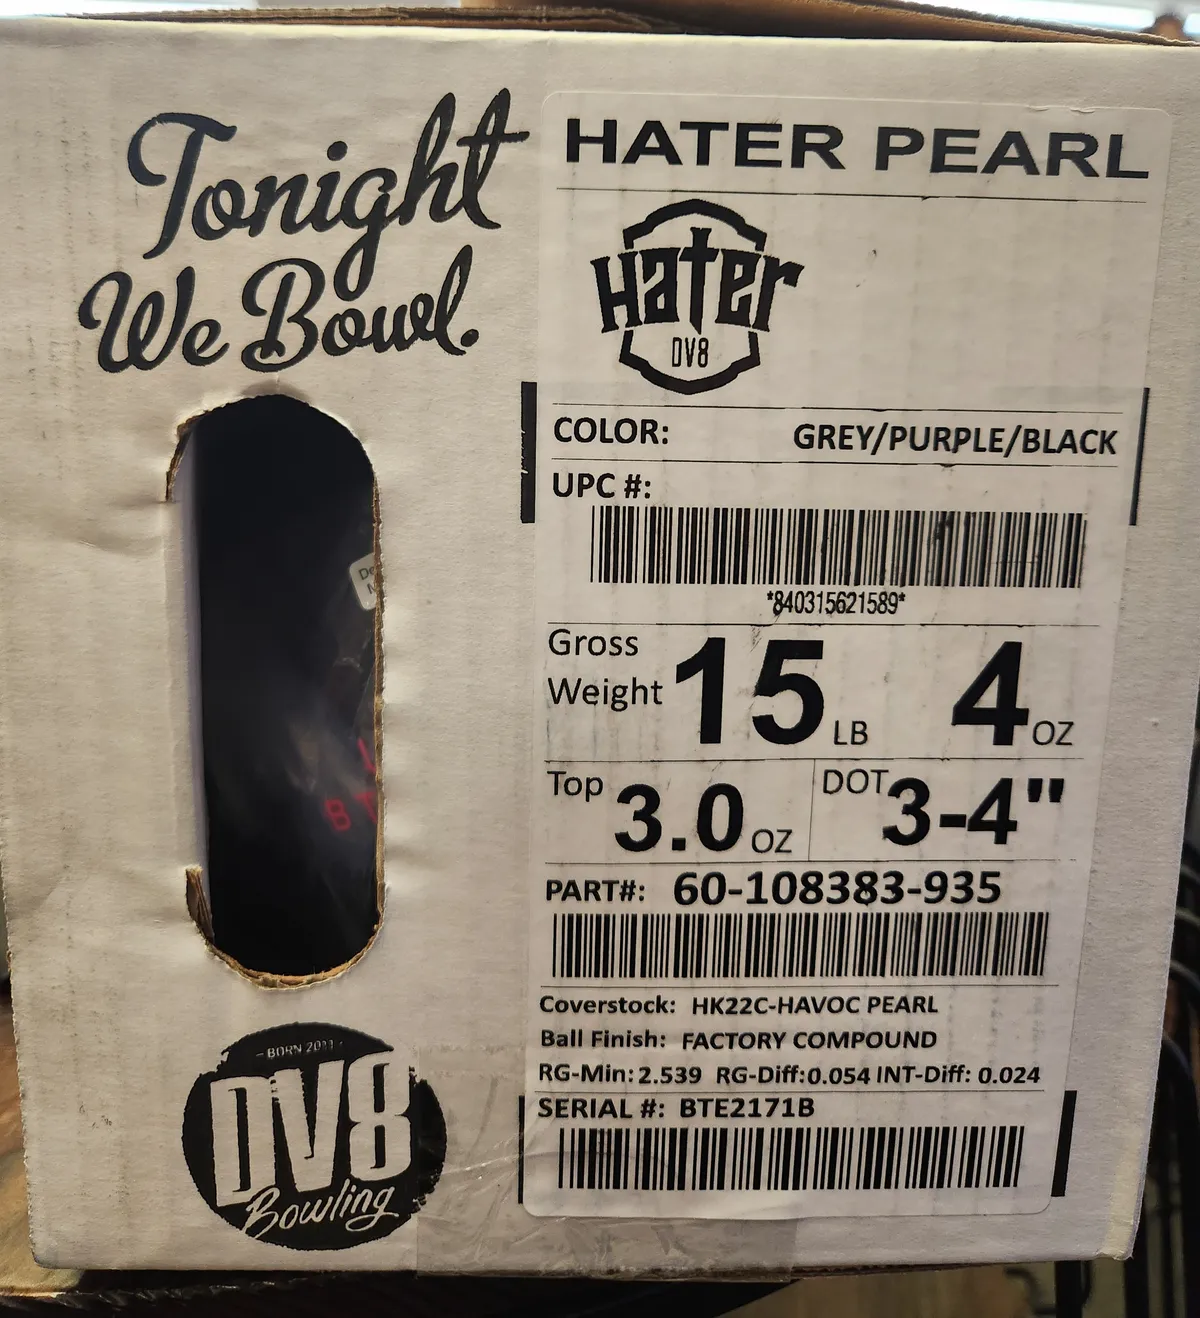 Tonight
We Bowl.
HATER PEARL
Hater
DV8
COLOR: GREY/PURPLE/BLACK
UPC #:
*840315621589*
Gross
Weight 15 LB 4 OZ
Top 3.0 OZ DOT 3-4"
PART#: 60-108383-935
Coverstock: HK22C-HAVOC PEARL
Ball Finish: FACTORY COMPOUND
RG-Min: 2.539 RG-Diff: 0.054 INT-Diff: 0.024
SERIAL #: BTE2171B
- BORN 2011 -
DV8
Bowling